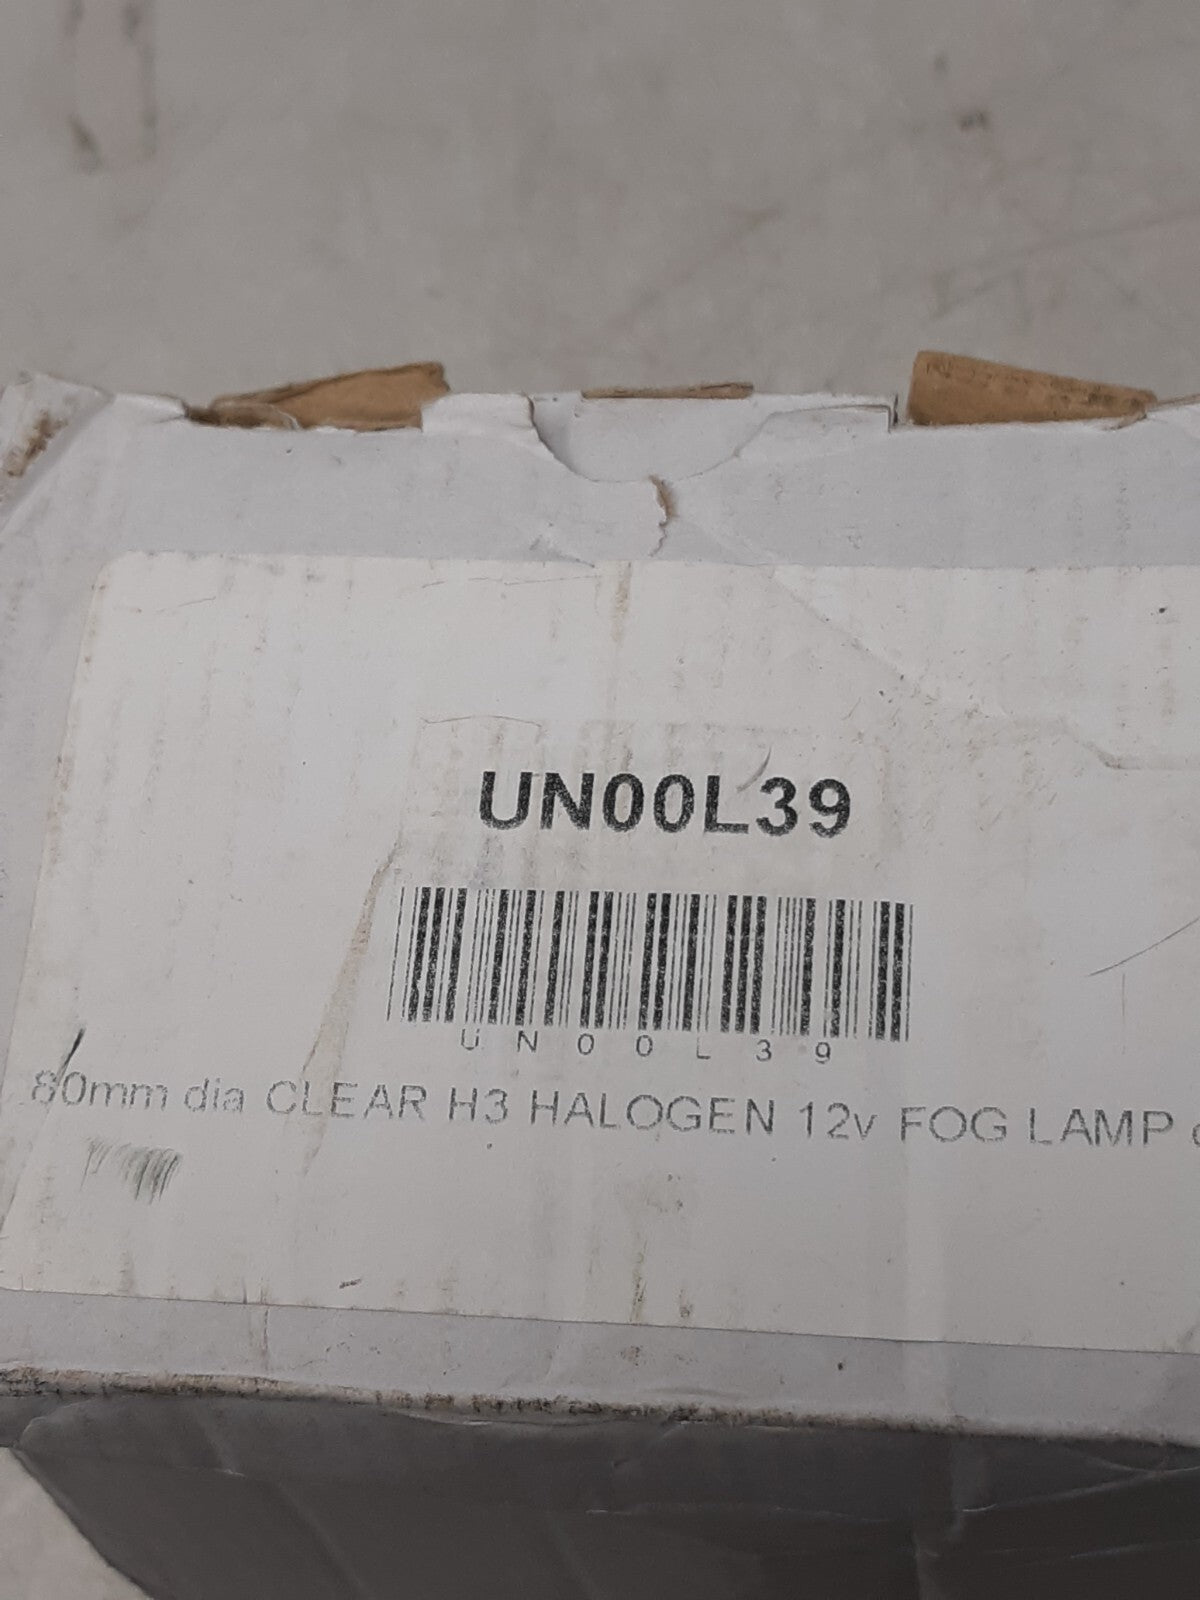 UN00L39
UN00L39
80mm dia CLEAR H3 HALOGEN 12v FOG LAMP